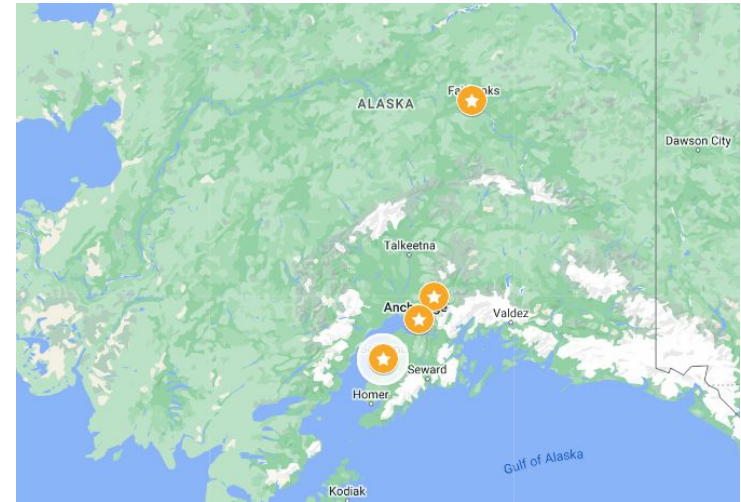 ALASKA
Dawson City
Talkeetna
Valdez
Seward
Homer
Gulf of Alaska
Kodiak